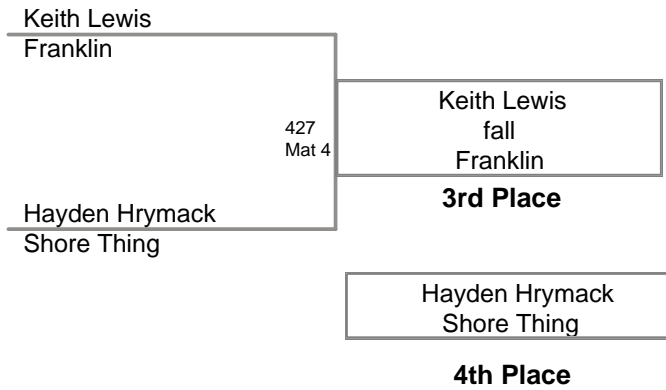 Keith Lewis
Franklin
427
Mat 4
Keith Lewis
fall
Franklin
3rd Place
Hayden Hrymack
Shore Thing
Hayden Hrymack
Shore Thing
4th Place